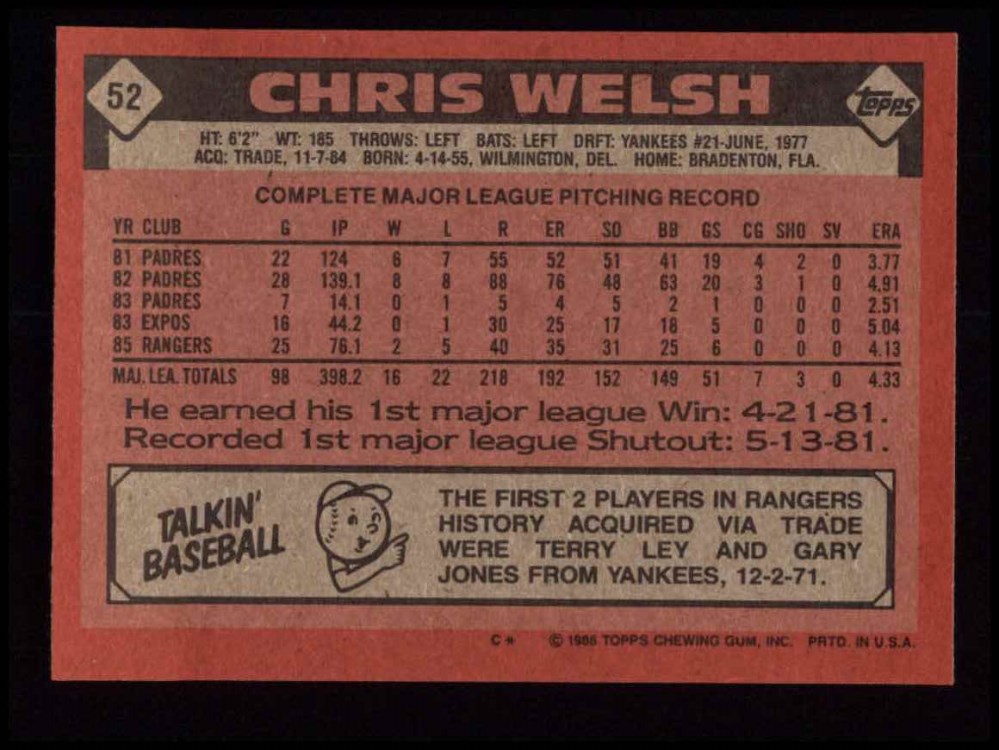 52
CHRIS WELSH
topps
HT: 6'2" WT: 185 THROWS: LEFT BATS: LEFT DRFT: YANKEES #21-JUNE, 1977
ACQ: TRADE, 11-7-84 BORN: 4-14-55, WILMINGTON, DEL. HOME: BRADENTON, FLA.
COMPLETE MAJOR LEAGUE PITCHING RECORD
YR CLUB G IP W L R ER SO BB GS CG SHO SV ERA
81 PADRES 22 124 6 7 55 52 51 41 19 4 2 0 3.77
82 PADRES 28 139.1 8 8 88 76 48 63 20 3 1 0 4.91
83 PADRES 7 14.1 0 1 5 4 5 2 1 0 0 0 2.51
83 EXPOS 16 44.2 0 1 30 25 17 18 5 0 0 0 5.04
85 RANGERS 25 76.1 2 5 40 35 31 25 6 0 0 0 4.13
MAJ. LEA. TOTALS 98 398.2 16 22 218 192 152 149 51 7 3 0 4.33
He earned his 1st major league Win: 4-21-81.
Recorded 1st major league Shutout: 5-13-81.
TALKIN'
BASEBALL
THE FIRST 2 PLAYERS IN RANGERS
HISTORY ACQUIRED VIA TRADE
WERE TERRY LEY AND GARY
JONES FROM YANKEES, 12-2-71.
C* © 1986 TOPPS CHEWING GUM, INC. PRTD. IN U.S.A.